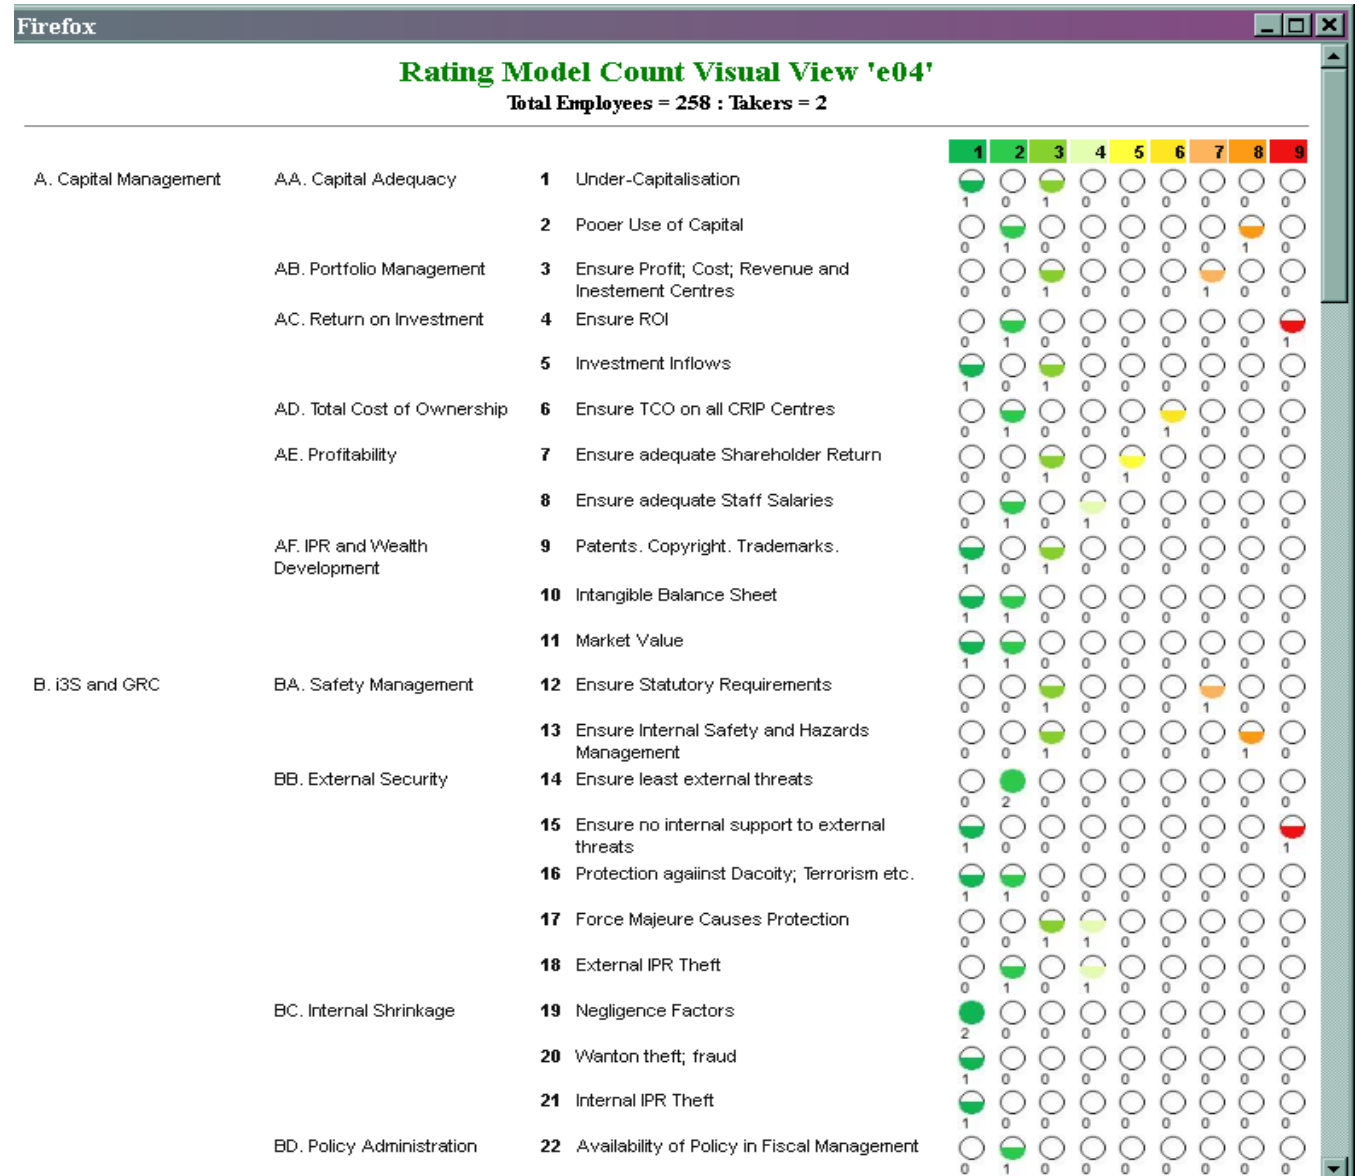 Firefox
Rating Model Count Visual View 'e04'
Total Employees = 258 : Takers = 2
1 2 3 4 5 6 7 8 9
A. Capital Management AA. Capital Adequacy 1 Under-Capitalisation
1 0 1 0 0 0 0 0 0
2 Pooer Use of Capital
0 1 0 0 0 0 0 1 0
AB. Portfolio Management 3 Ensure Profit; Cost; Revenue and
Inestement Centres
0 0 1 0 0 0 1 0 0
AC. Return on Investment 4 Ensure ROI
0 1 0 0 0 0 0 0 1
5 Investment Inflows
1 0 1 0 0 0 0 0 0
AD. Total Cost of Ownership 6 Ensure TCO on all CRIP Centres
0 1 0 0 0 1 0 0 0
AE. Profitability 7 Ensure adequate Shareholder Return
0 0 1 0 1 0 0 0 0
8 Ensure adequate Staff Salaries
0 1 0 1 0 0 0 0 0
AF. IPR and Wealth
Development
9 Patents. Copyright. Trademarks.
1 0 1 0 0 0 0 0 0
10 Intangible Balance Sheet
1 1 0 0 0 0 0 0 0
11 Market Value
1 1 0 0 0 0 0 0 0
B. i3S and GRC BA. Safety Management 12 Ensure Statutory Requirements
0 0 1 0 0 0 1 0 0
13 Ensure Internal Safety and Hazards
Management
0 0 1 0 0 0 0 1 0
BB. External Security 14 Ensure least external threats
0 2 0 0 0 0 0 0 0
15 Ensure no internal support to external
threats
1 0 0 0 0 0 0 0 1
16 Protection agaiinst Dacoity; Terrorism etc.
1 1 0 0 0 0 0 0 0
17 Force Majeure Causes Protection
0 0 1 1 0 0 0 0 0
18 External IPR Theft
0 1 0 1 0 0 0 0 0
BC. Internal Shrinkage 19 Negligence Factors
2 0 0 0 0 0 0 0 0
20 Wanton theft; fraud
1 0 0 0 0 0 0 0 0
21 Internal IPR Theft
1 0 0 0 0 0 0 0 0
BD. Policy Administration 22 Availability of Policy in Fiscal Management
0 1 0 0 0 0 0 0 0